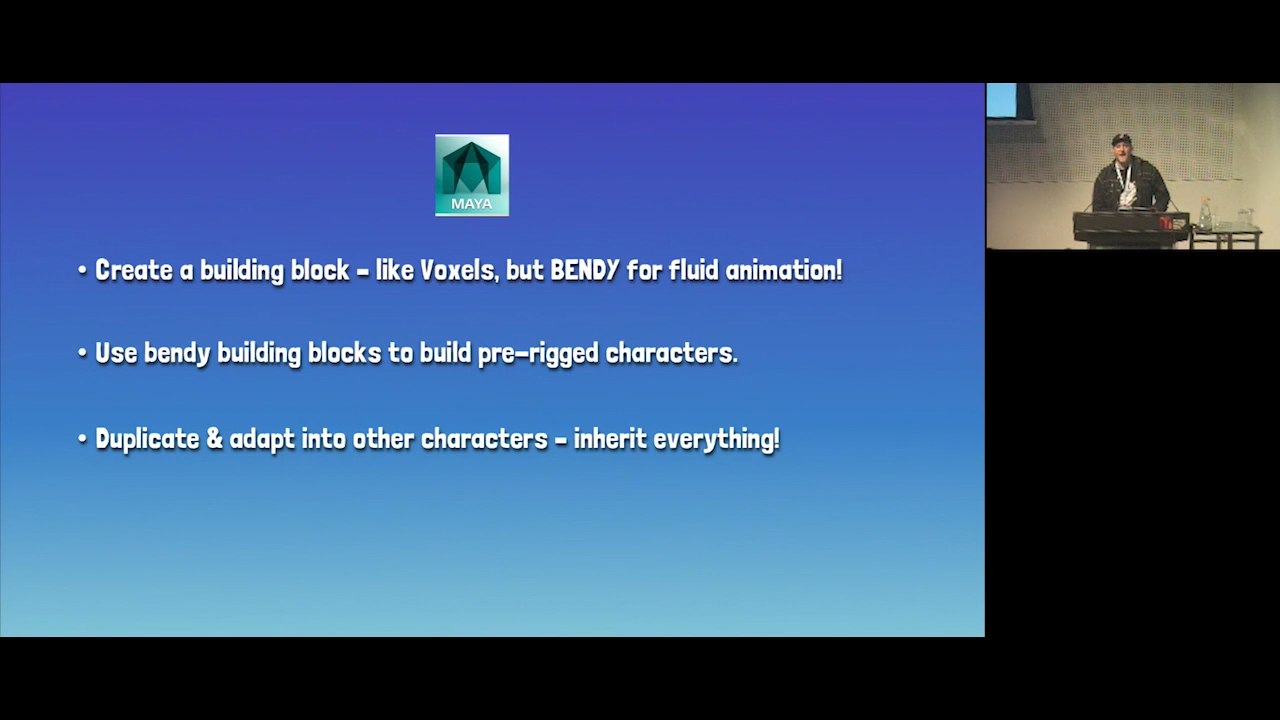 MAYA
• Create a building block – like Voxels, but BENDY for fluid animation!
• Use bendy building blocks to build pre-rigged characters.
• Duplicate & adapt into other characters – inherit everything!